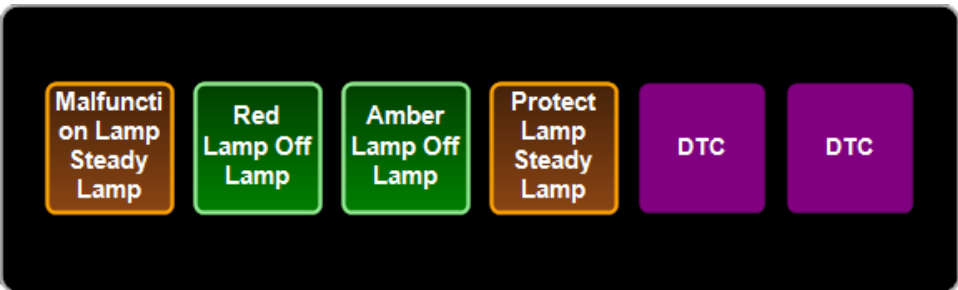 Malfuncti
on Lamp
Steady
Lamp
Red
Lamp Off
Lamp
Amber
Lamp Off
Lamp
Protect
Lamp
Steady
Lamp
DTC
DTC